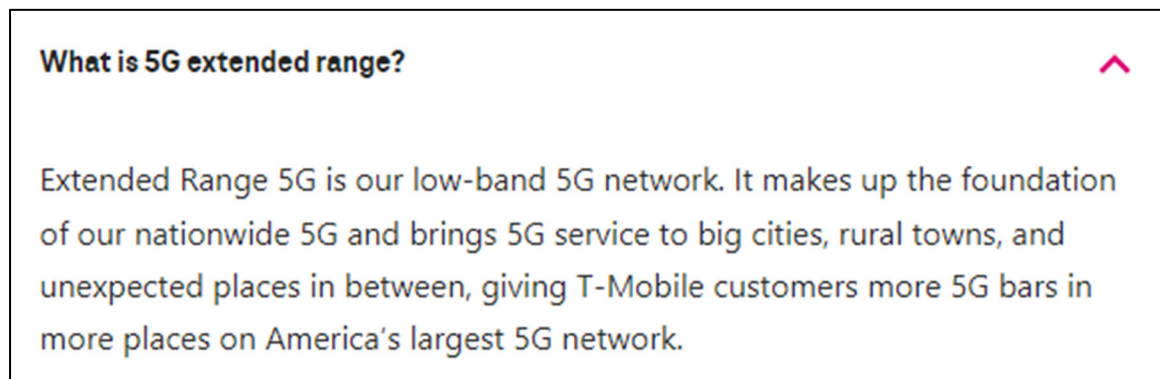 What is 5G extended range?
Extended Range 5G is our low-band 5G network. It makes up the foundation
of our nationwide 5G and brings 5G service to big cities, rural towns, and
unexpected places in between, giving T-Mobile customers more 5G bars in
more places on America's largest 5G network.